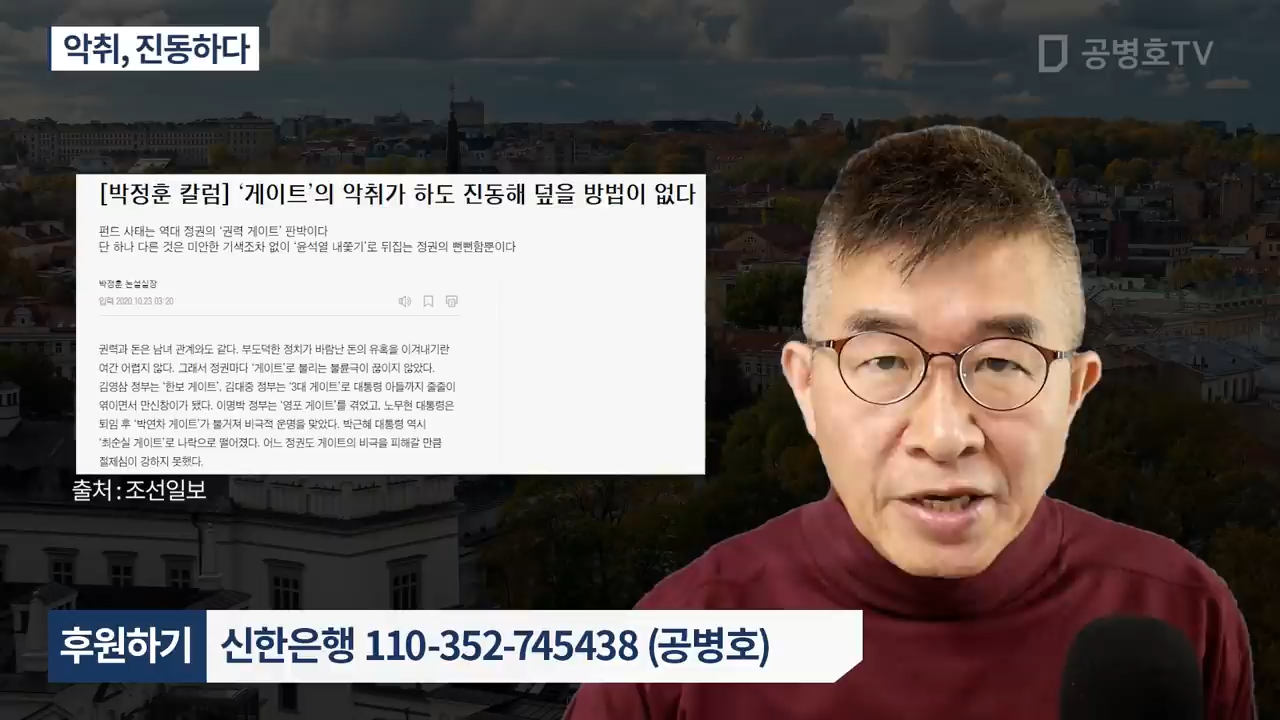 악취, 진동하다
공병호TV
[박정훈 칼럼] ‘게이트’의 악취가 하도 진동해 덮을 방법이 없다
펀드 사태는 역대 정권의 ‘권력 게이트’ 판박이다
단 하나 다른 것은 미안한 기색조차 없이 ‘윤석열 내쫓기’로 뒤집는 정권의 뻔뻔함뿐이다
박정훈 논설실장
입력 2020.10.23 03:20
권력과 돈은 남녀 관계와도 같다. 부도덕한 정치가 바람난 돈의 유혹을 이겨내기란
여간 어렵지 않다. 그래서 정권마다 ‘게이트’로 불리는 불륜극이 끊이지 않았다.
김영삼 정부는 ‘한보 게이트’, 김대중 정부는 ‘3대 게이트’로 대통령 아들까지 줄줄이
엮이면서 만신창이가 됐다. 이명박 정부는 ‘영포 게이트’를 겪었고, 노무현 대통령은
퇴임 후 ‘박연차 게이트’가 불거져 비극적 운명을 맞았다. 박근혜 대통령 역시
‘최순실 게이트’로 나락으로 떨어졌다. 어느 정권도 게이트의 비극을 피해갈 만큼
절제심이 강하지 못했다.
출처 : 조선일보
후원하기
신한은행 110-352-745438 (공병호)